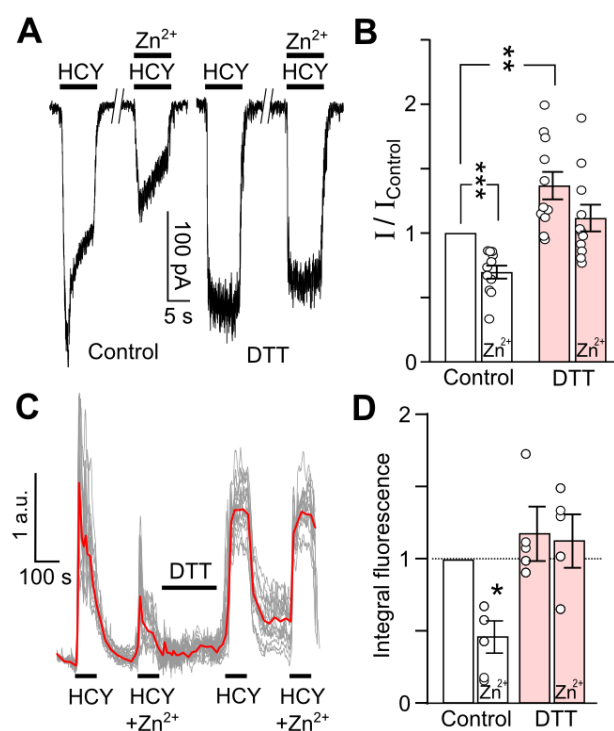 A
Zn²⁺ Zn²⁺
HCY HCY HCY HCY
100 pA
5 s
Control DTT
B
I / I_Control
2
1
0
**
***
Zn²⁺ Zn²⁺
Control DTT
C
1 a.u.
100 s
DTT
HCY HCY HCY HCY
+Zn²⁺ +Zn²⁺
D
Integral fluorescence
2
1
0
*
Zn²⁺ Zn²⁺
Control DTT